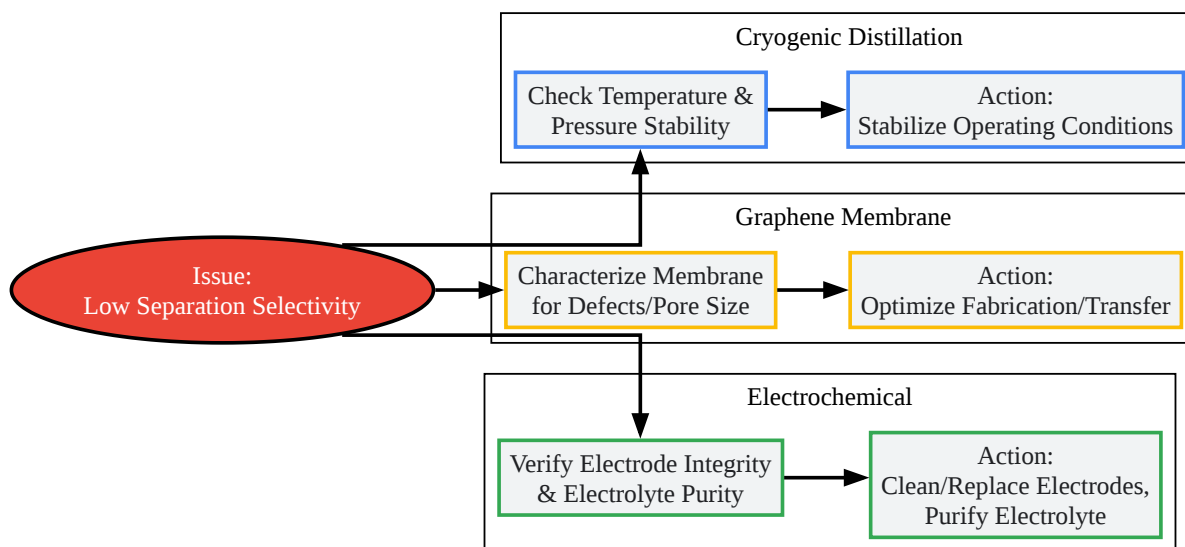 Cryogenic Distillation
Check Temperature &
Pressure Stability
Action:
Stabilize Operating Conditions
Graphene Membrane
Issue:
Low Separation Selectivity
Characterize Membrane
for Defects/Pore Size
Action:
Optimize Fabrication/Transfer
Electrochemical
Verify Electrode Integrity
& Electrolyte Purity
Action:
Clean/Replace Electrodes,
Purify Electrolyte